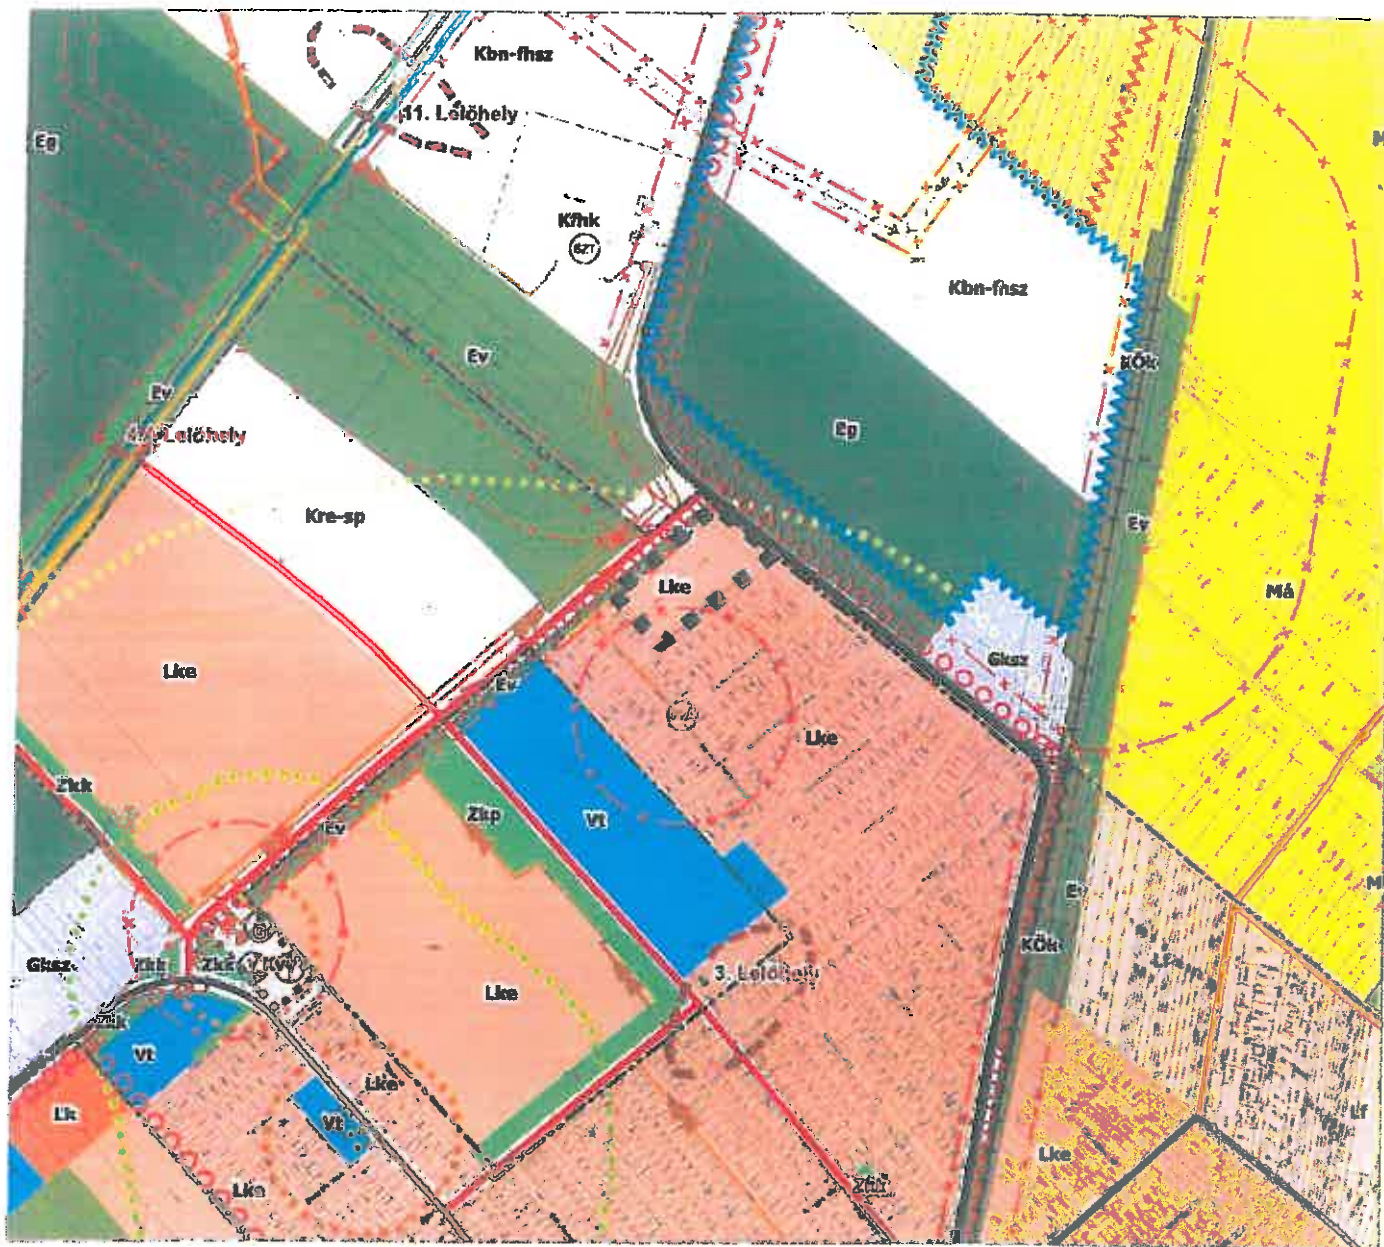 Kbn-fhsz
11. Lelőhely
Eg
Kfhk
Kbn-fhsz
KÖk
Ev
Ev
Eg
Lelőhely
Kre-sp
Ev
Lke
Má
Gksz
Lke
Ev
Lke
Zkk
Zkp
Vt
Ev
KÖk
Gksz
Zkk
Zkk
3. Lelőhely
Lke
Vt
Lke
Lk
Vt
Lf
Lke
Lke